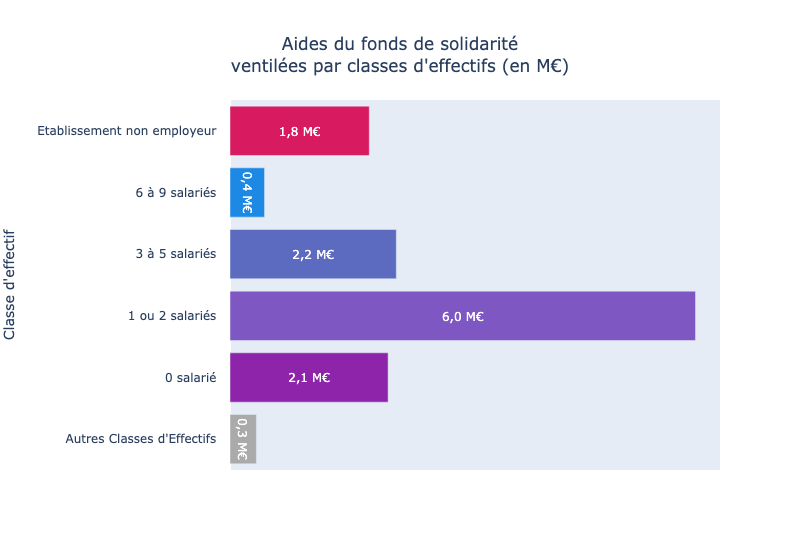 Aides du fonds de solidarité
ventilées par classes d'effectifs (en M€)
Classe d'effectif
Etablissement non employeur
1,8 M€
6 à 9 salariés
0,4 M€
3 à 5 salariés
2,2 M€
1 ou 2 salariés
6,0 M€
0 salarié
2,1 M€
Autres Classes d'Effectifs
0,3 M€